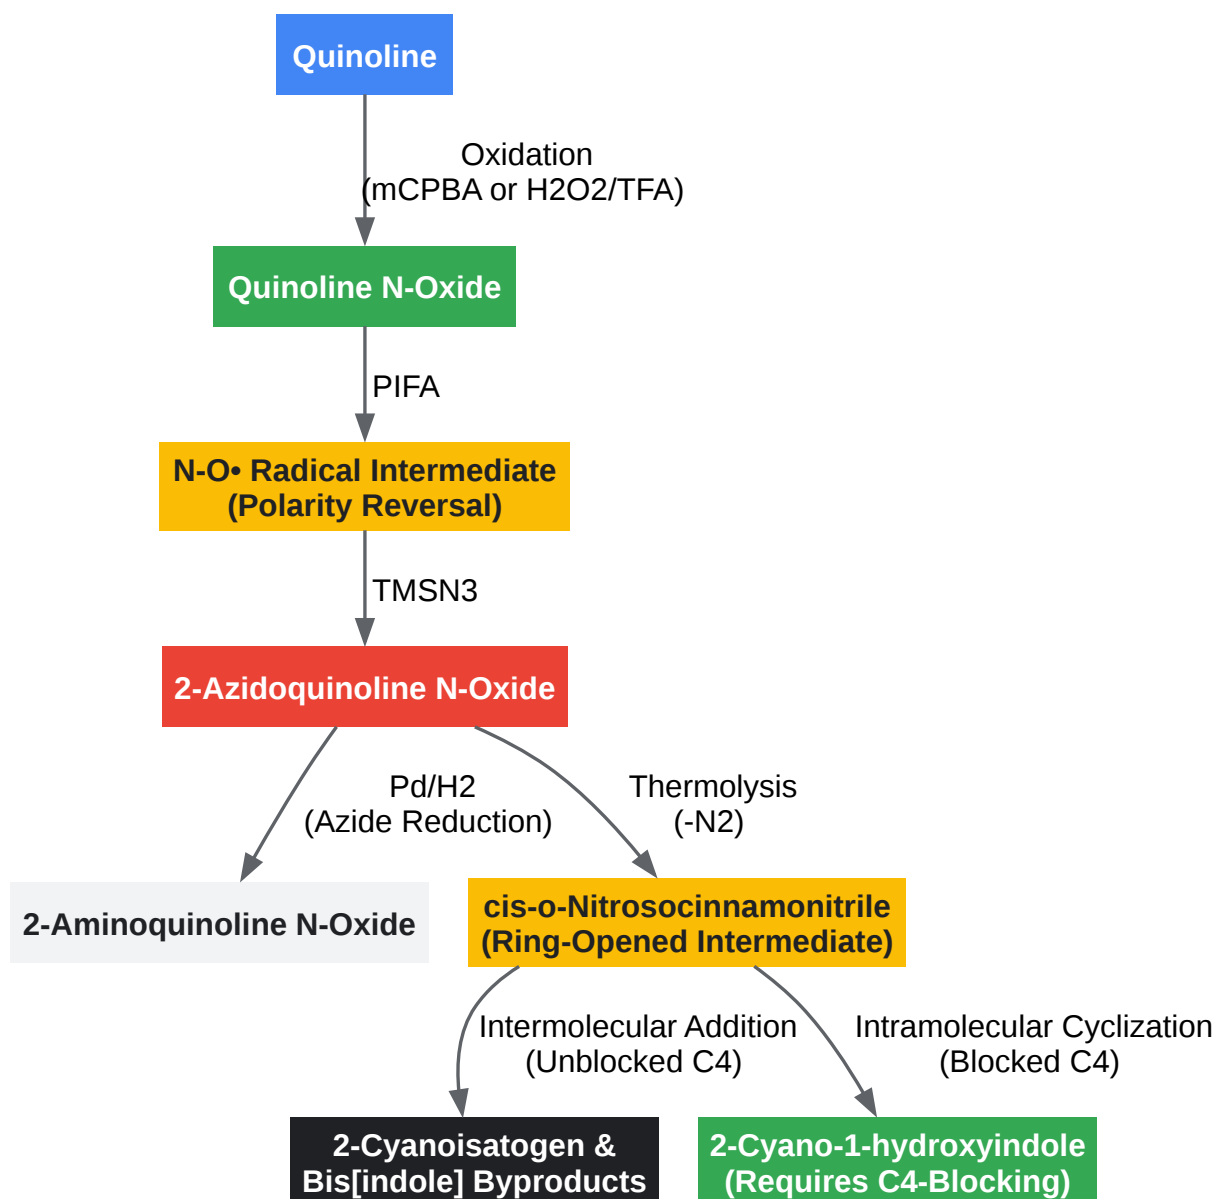 Quinoline
Oxidation
(mCPBA or H2O2/TFA)
Quinoline N-Oxide
PIFA
N-O• Radical Intermediate
(Polarity Reversal)
TMSN3
2-Azidoquinoline N-Oxide
Pd/H2
(Azide Reduction)
Thermolysis
(-N2)
2-Aminoquinoline N-Oxide
cis-o-Nitrosocinnamonitrile
(Ring-Opened Intermediate)
Intermolecular Addition
(Unblocked C4)
Intramolecular Cyclization
(Blocked C4)
2-Cyanoisatogen &
Bis[indole] Byproducts
2-Cyano-1-hydroxyindole
(Requires C4-Blocking)